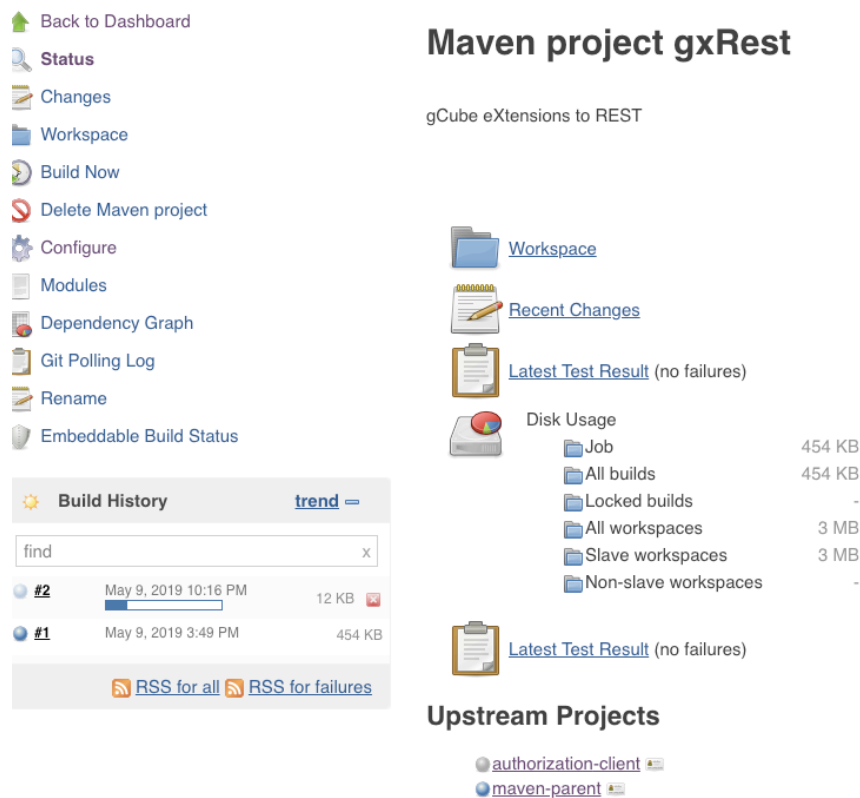 Back to Dashboard
Status
Changes
Workspace
Build Now
Delete Maven project
Configure
Modules
Dependency Graph
Git Polling Log
Rename
Embeddable Build Status
Build History trend
find x
#2 May 9, 2019 10:16 PM 12 KB
#1 May 9, 2019 3:49 PM 454 KB
RSS for all RSS for failures
Maven project gxRest
gCube eXtensions to REST
Workspace
Recent Changes
Latest Test Result (no failures)
Disk Usage
Job 454 KB
All builds 454 KB
Locked builds -
All workspaces 3 MB
Slave workspaces 3 MB
Non-slave workspaces -
Latest Test Result (no failures)
Upstream Projects
authorization-client
maven-parent